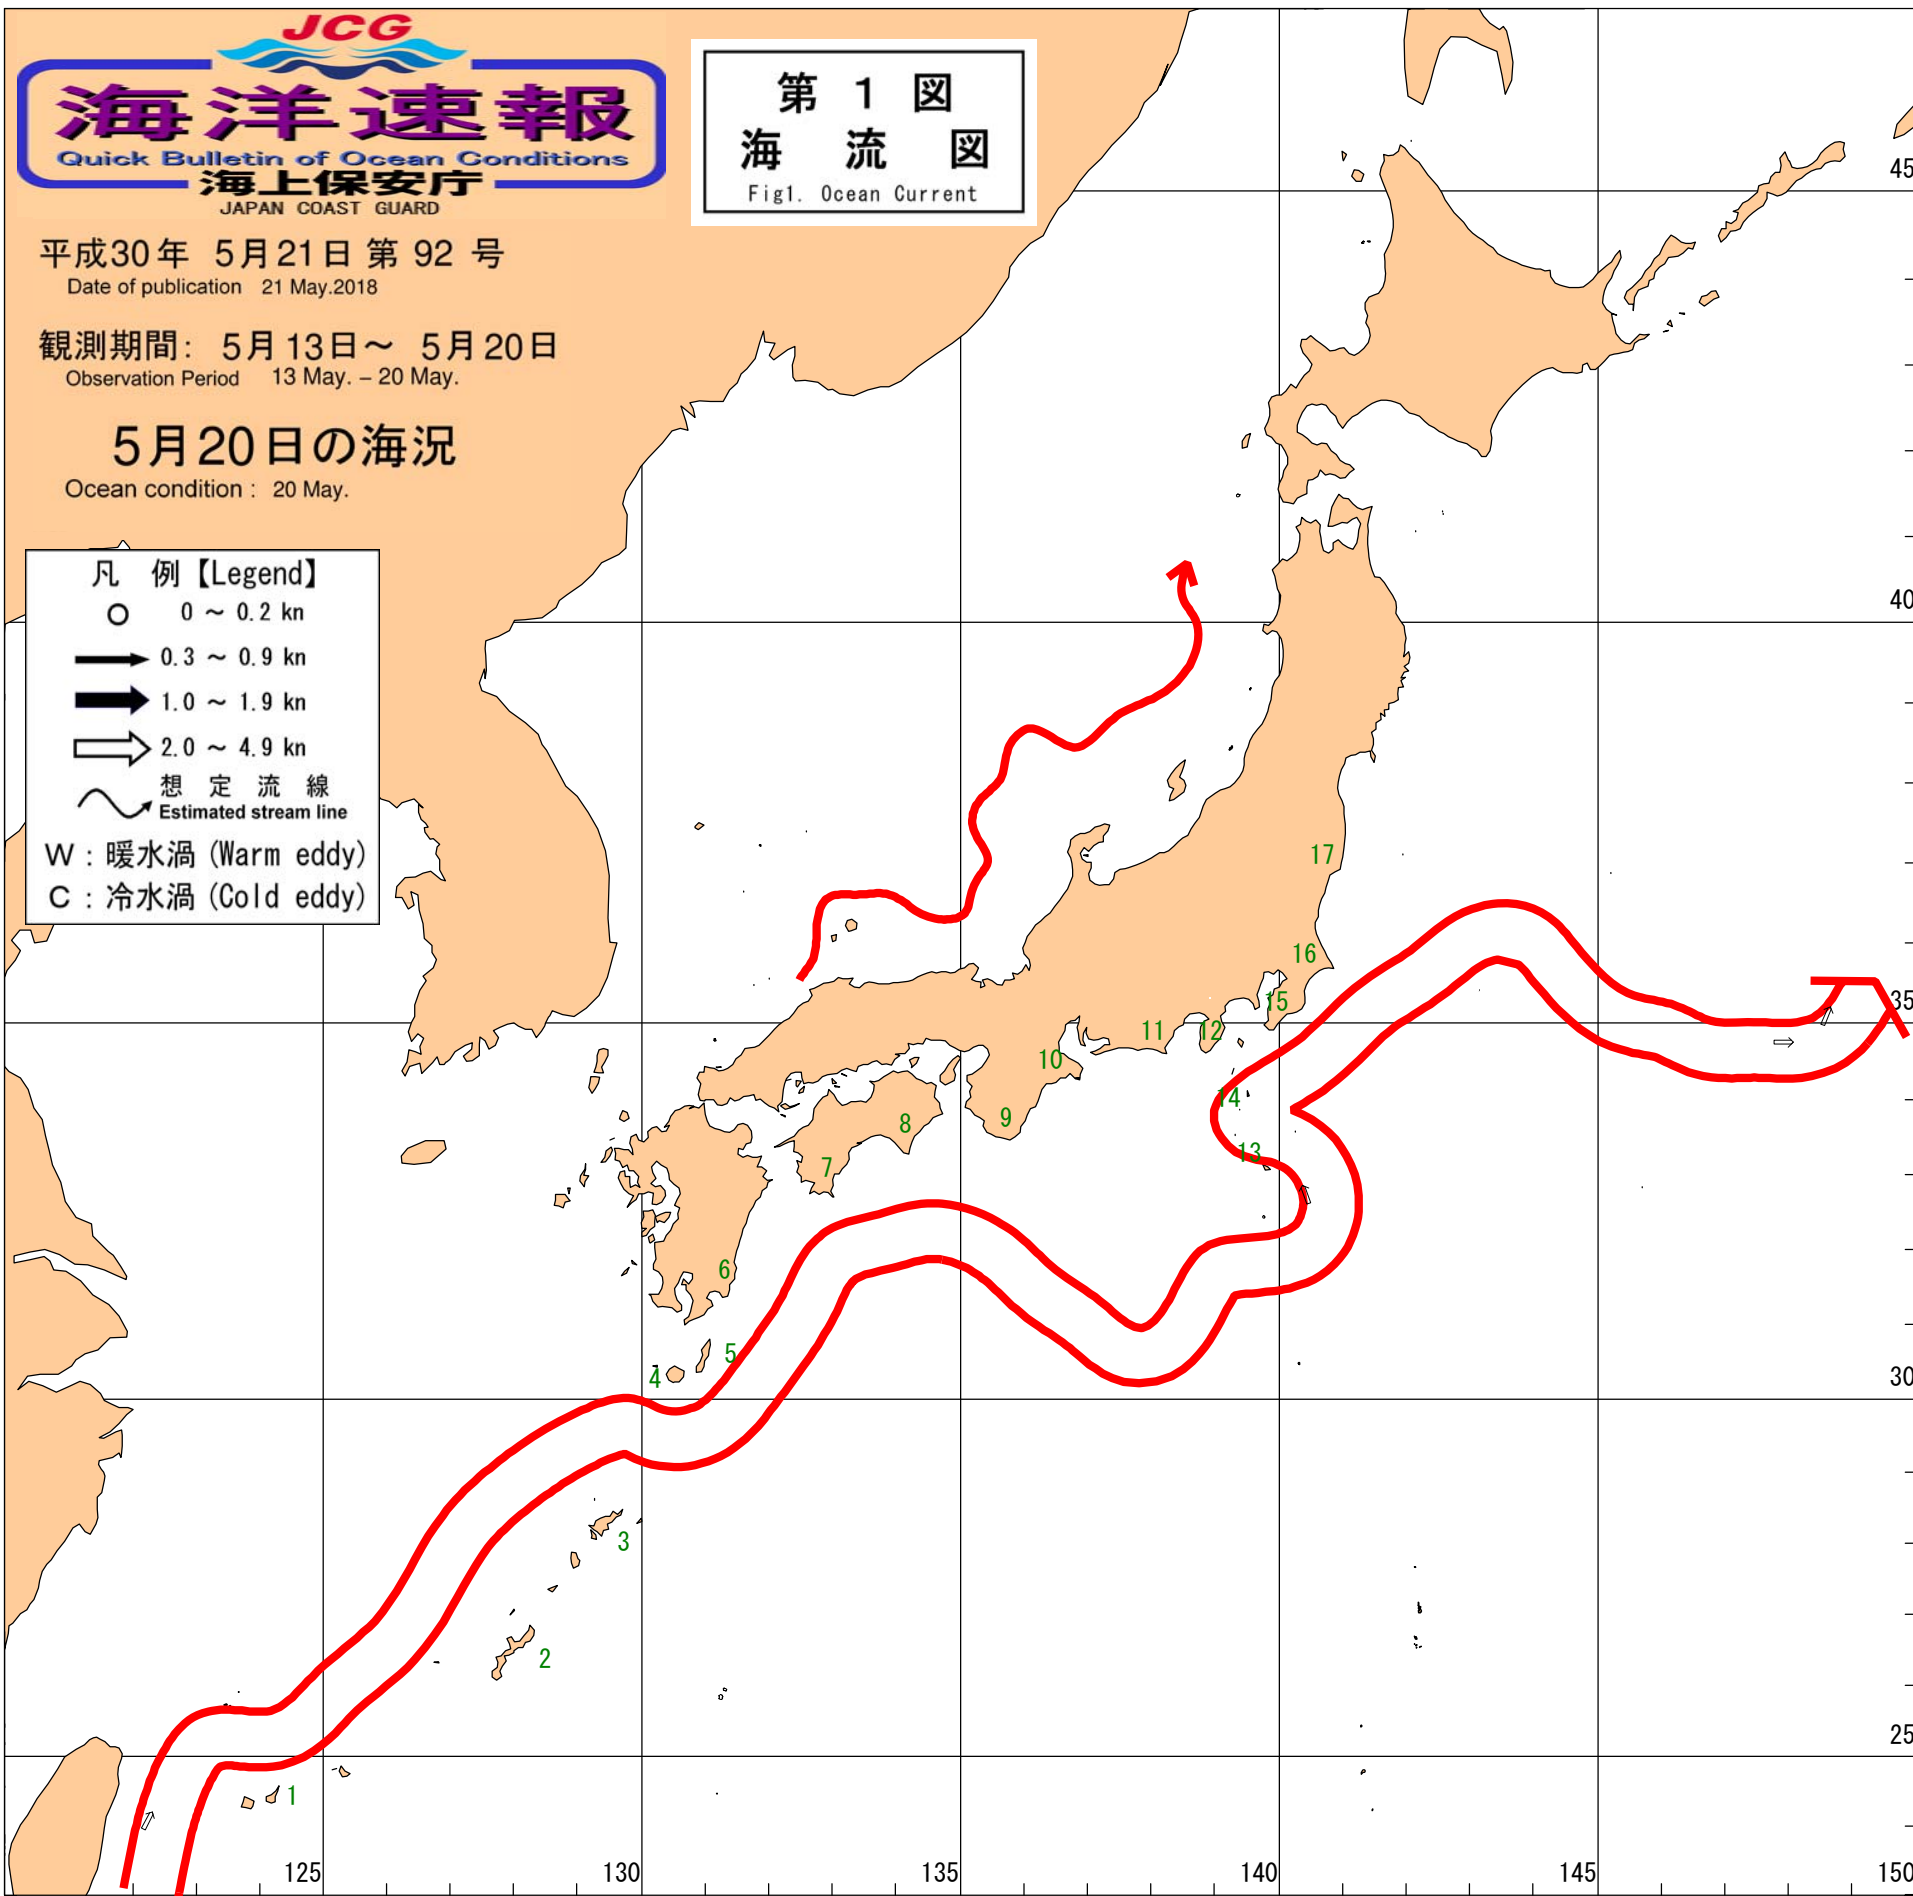 JCG
海洋速報
Quick Bulletin of Ocean Conditions
海上保安庁
JAPAN COAST GUARD
第 1 図
海 流 図
Fig1. Ocean Current
平成30年 5月21日 第 92 号
Date of publication 21 May.2018
観測期間: 5月13日～ 5月20日
Observation Period 13 May. – 20 May.
5月20日の海況
Ocean condition : 20 May.
凡 例【Legend】
0 ～ 0.2 kn
0.3 ～ 0.9 kn
1.0 ～ 1.9 kn
2.0 ～ 4.9 kn
想 定 流 線
Estimated stream line
W : 暖水渦 (Warm eddy)
C : 冷水渦 (Cold eddy)
45
40
35
30
25
125
130
135
140
145
150
17
16
15
12
11
10
14
9
8
13
7
6
5
4
3
2
1